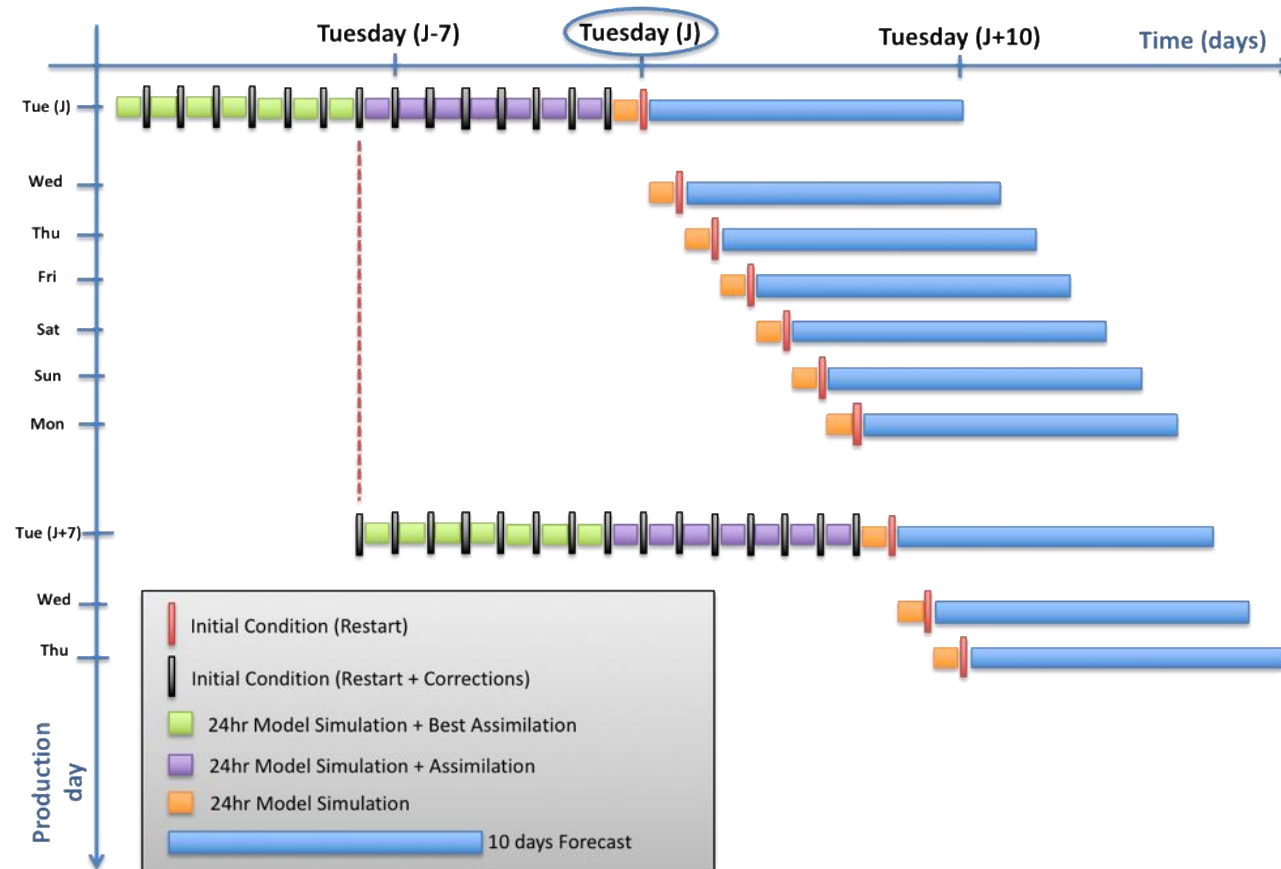 Tuesday (J-7)
Tuesday (J)
Tuesday (J+10)
Time (days)
Tue (J)
Wed
Thu
Fri
Sat
Sun
Mon
Tue (J+7)
Wed
Thu
Production
day
Initial Condition (Restart)
Initial Condition (Restart + Corrections)
24hr Model Simulation + Best Assimilation
24hr Model Simulation + Assimilation
24hr Model Simulation
10 days Forecast